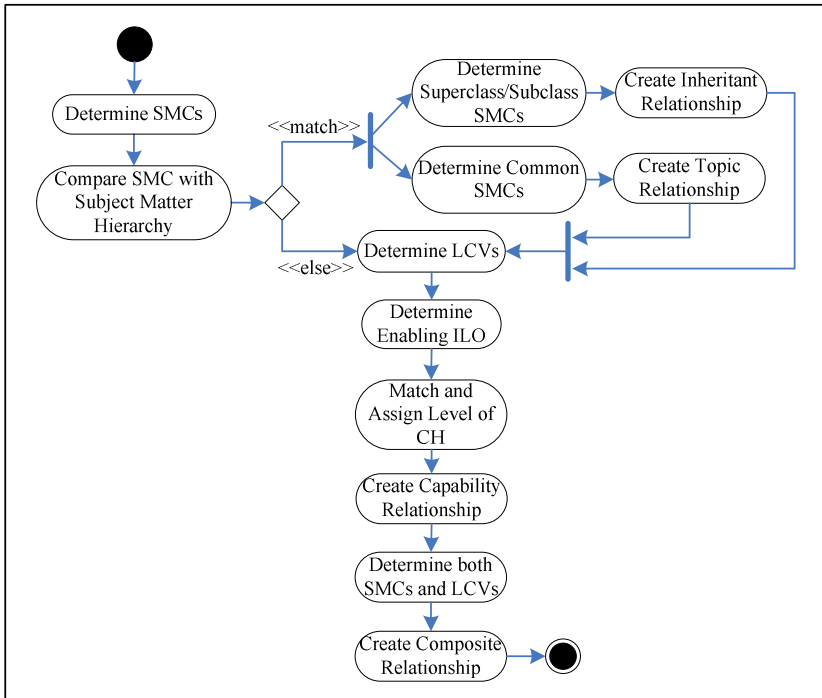 Determine SMCs
Compare SMC with
Subject Matter
Hierarchy
<<match>>
<<else>>
Determine
Superclass/Subclass
SMCs
Create Inheritant
Relationship
Determine Common
SMCs
Create Topic
Relationship
Determine LCVs
Determine
Enabling ILO
Match and
Assign Level of
CH
Create Capability
Relationship
Determine both
SMCs and LCVs
Create Composite
Relationship